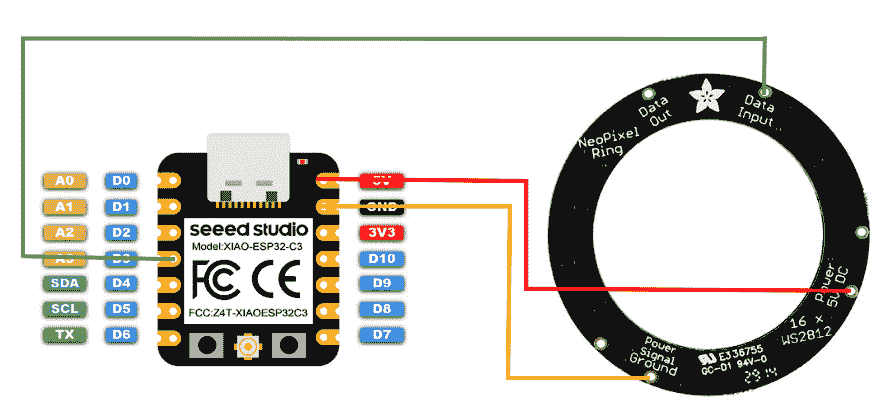 A0 D0
A1 D1
A2 D2
A3 D3
SDA D4
SCL D5
TX D6
seeed studio
Model:XIAO-ESP32-C3
FC CE
FCC:Z4T-XIAOESP32C3
5V
GND
3V3
D10
D9
D8
D7
Data
Input
Data
Out
NeoPixel
Ring
Power:
5V DC
16 x
WS2812
Power
Signal
Ground
E336755
GC-D1 94V-0
2914